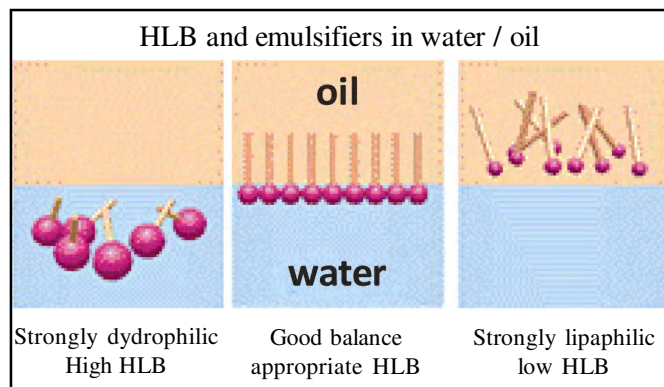 HLB and emulsifiers in water / oil
oil
water
Strongly dydrophilic
High HLB
Good balance
appropriate HLB
Strongly lipaphilic
low HLB